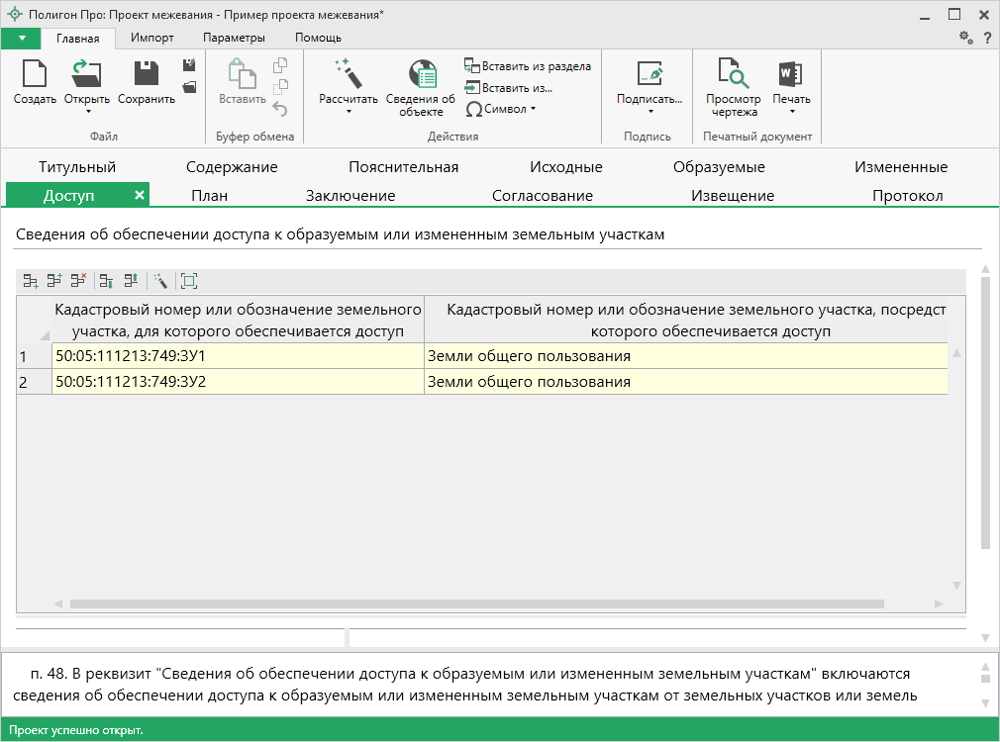 Полигон Про: Проект межевания - Пример проекта межевания*
Главная Импорт Параметры Помощь
?
Создать Открыть Сохранить
Файл
Вставить
Буфер обмена
Рассчитать Сведения об объекте
Вставить из раздела
Вставить из...
Символ
Действия
Подписать...
Подпись
Просмотр чертежа Печать
Печатный документ
Титульный Содержание Пояснительная Исходные Образуемые Измененные
Доступ План Заключение Согласование Извещение Протокол
Сведения об обеспечении доступа к образуемым или измененным земельным участкам
Кадастровый номер или обозначение земельного Кадастровый номер или обозначение земельного участка, посредст
участка, для которого обеспечивается доступ которого обеспечивается доступ
1 50:05:111213:749:ЗУ1 Земли общего пользования
2 50:05:111213:749:ЗУ2 Земли общего пользования
п. 48. В реквизит "Сведения об обеспечении доступа к образуемым или измененным земельным участкам" включаются
сведения об обеспечении доступа к образуемым или измененным земельным участкам от земельных участков или земель
Проект успешно открыт.